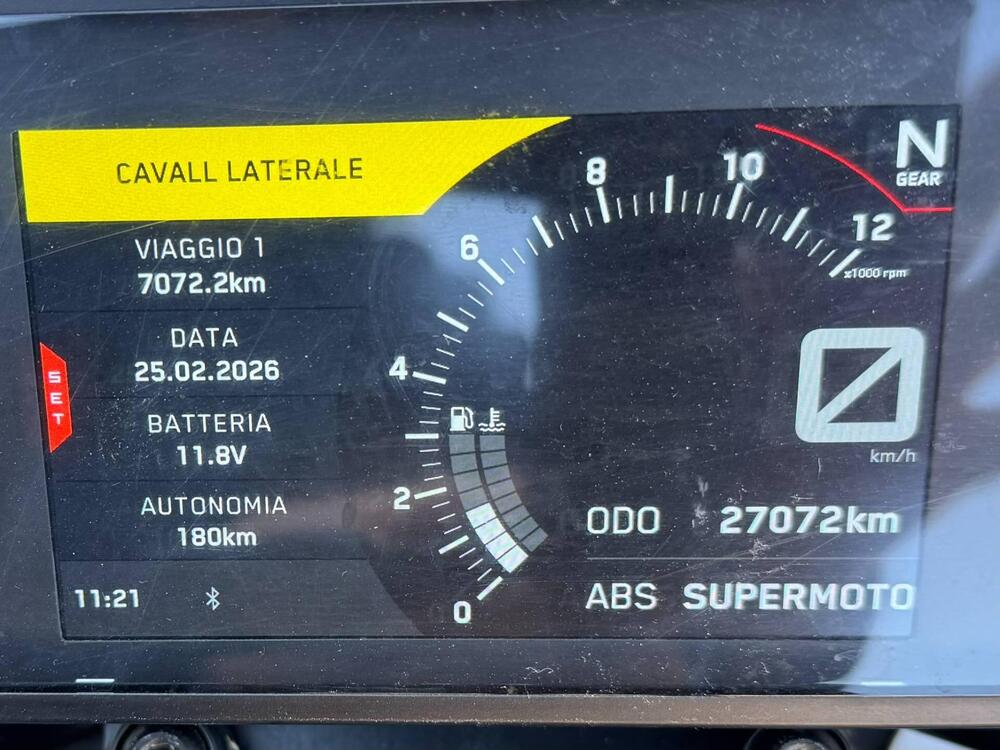 CAVALL LATERALE
VIAGGIO 1
7072.2km
DATA
25.02.2026
BATTERIA
11.8V
AUTONOMIA
180km
11:21
SET
0
2
4
6
8
10
12
x1000 rpm
N
GEAR
0
km/h
ODO 27072km
ABS SUPERMOTO